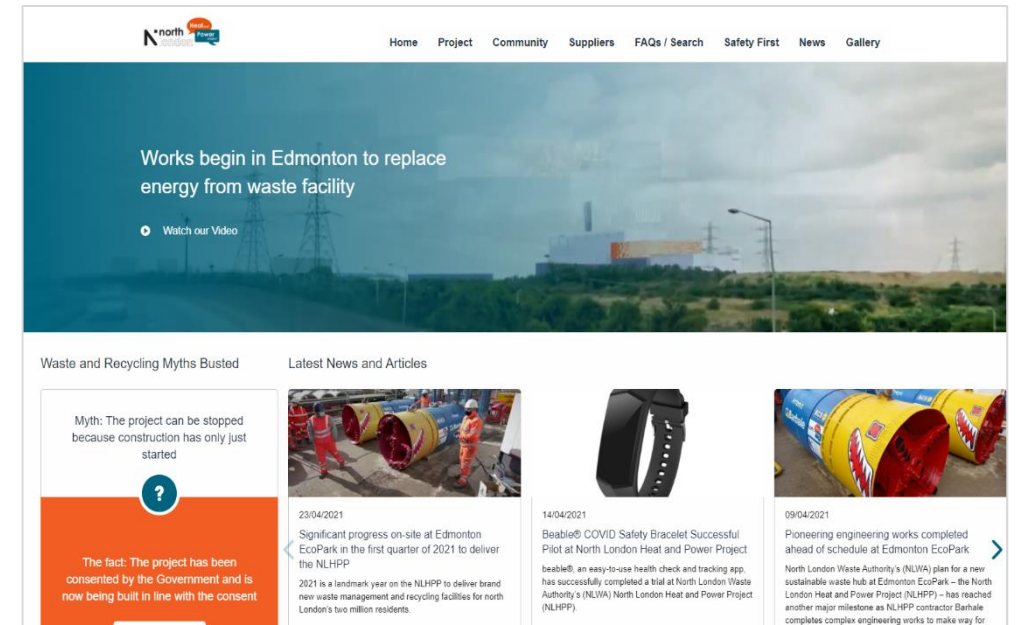 north
London
Heat and
Power
Home Project Community Suppliers FAQs / Search Safety First News Gallery
Works begin in Edmonton to replace
energy from waste facility
Watch our Video
Waste and Recycling Myths Busted
Latest News and Articles
Myth: The project can be stopped
because construction has only just
started
?
The fact: The project has been
consented by the Government and is
now being built in line with the consent
23/04/2021
Significant progress on-site at Edmonton
EcoPark in the first quarter of 2021 to deliver
the NLHPP
2021 is a landmark year on the NLHPP to deliver brand
new waste management and recycling facilities for north
London's two million residents.
14/04/2021
Beable® COVID Safety Bracelet Successful
Pilot at North London Heat and Power Project
beable®, an easy-to-use health check and tracking app,
has successfully completed a trial at North London Waste
Authority's (NLWA) North London Heat and Power Project
(NLHPP).
09/04/2021
Pioneering engineering works completed
ahead of schedule at Edmonton EcoPark
North London Waste Authority's (NLWA) plan for a new
sustainable waste hub at Edmonton EcoPark – the North
London Heat and Power Project (NLHPP) – has reached
another major milestone as NLHPP contractor Barhale
completes complex engineering works to make way for